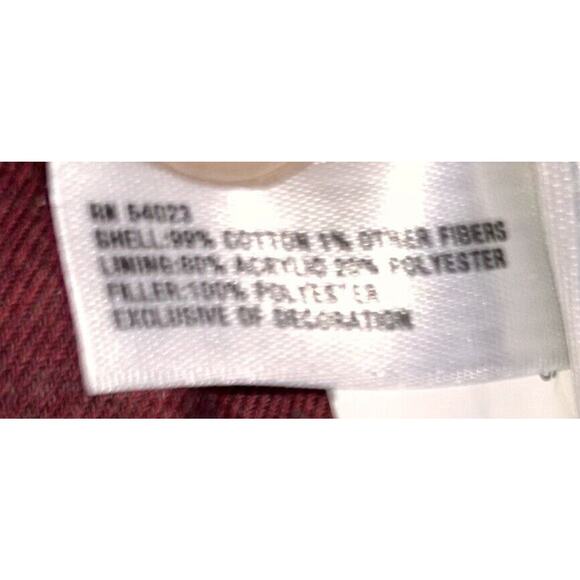 RN 54023
SHELL:99% COTTON 1% OTHER FIBERS
LINING:80% ACRYLIC 20% POLYESTER
FILLER:100% POLYESTER
EXCLUSIVE OF DECORATION